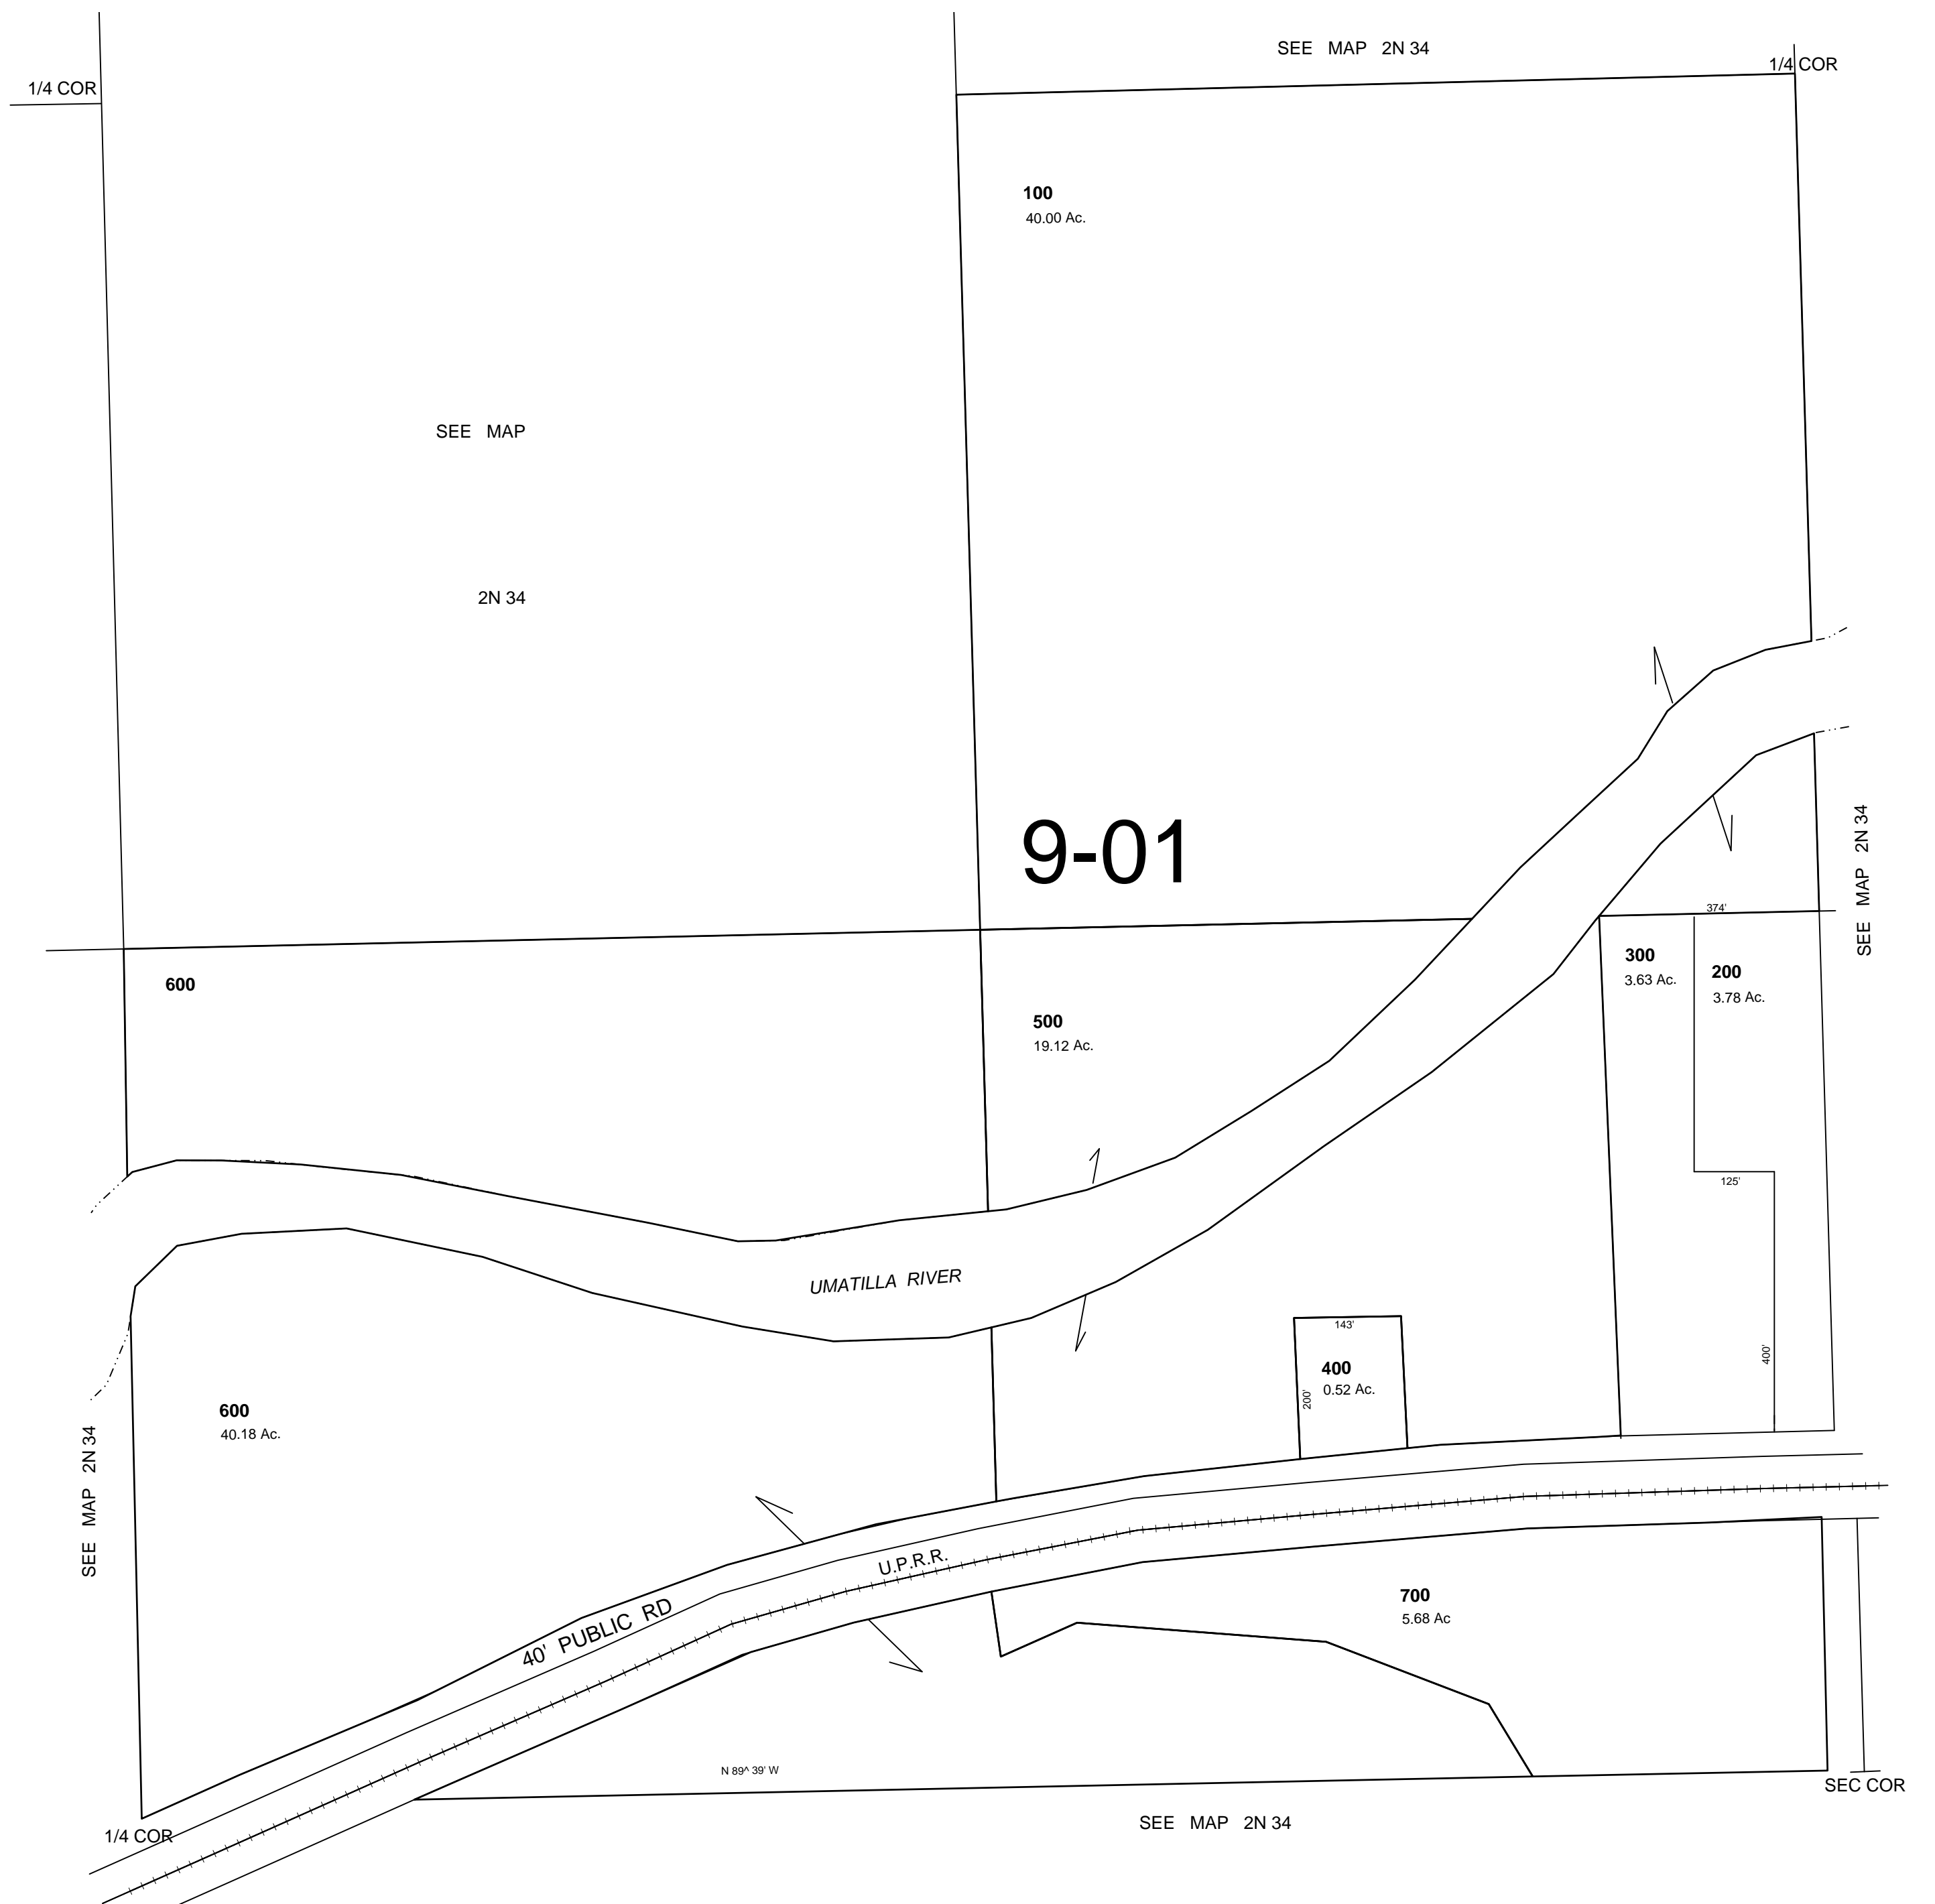 SEE MAP 2N 34
1/4 COR
1/4 COR
100
40.00 Ac.
SEE MAP
2N 34
9-01
SEE MAP 2N 34
374'
600
300
3.63 Ac.
200
3.78 Ac.
500
19.12 Ac.
125'
UMATILLA RIVER
143'
400
0.52 Ac.
200'
400'
600
40.18 Ac.
SEE MAP 2N 34
U.P.R.R.
40' PUBLIC RD
700
5.68 Ac
N 89^ 39' W
SEC COR
SEE MAP 2N 34
1/4 COR